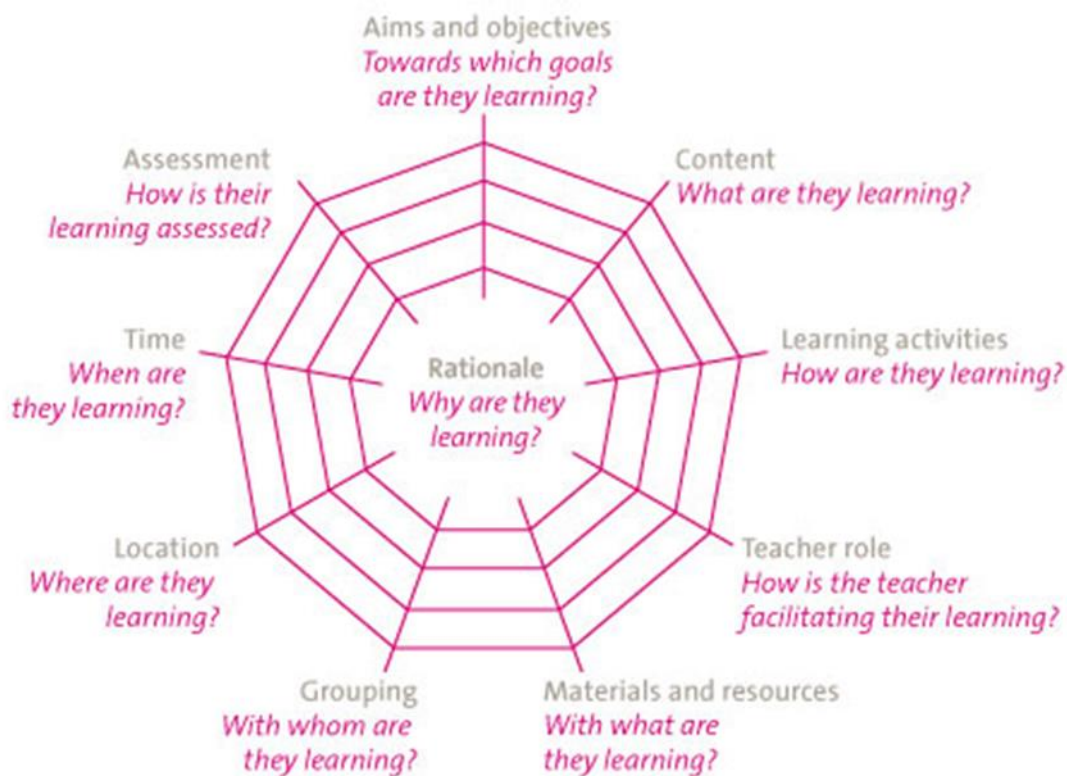 Aims and objectives
Towards which goals
are they learning?
Content
What are they learning?
Learning activities
How are they learning?
Teacher role
How is the teacher
facilitating their learning?
Materials and resources
With what are
they learning?
Grouping
With whom are
they learning?
Location
Where are they
learning?
Time
When are
they learning?
Assessment
How is their
learning assessed?
Rationale
Why are they
learning?